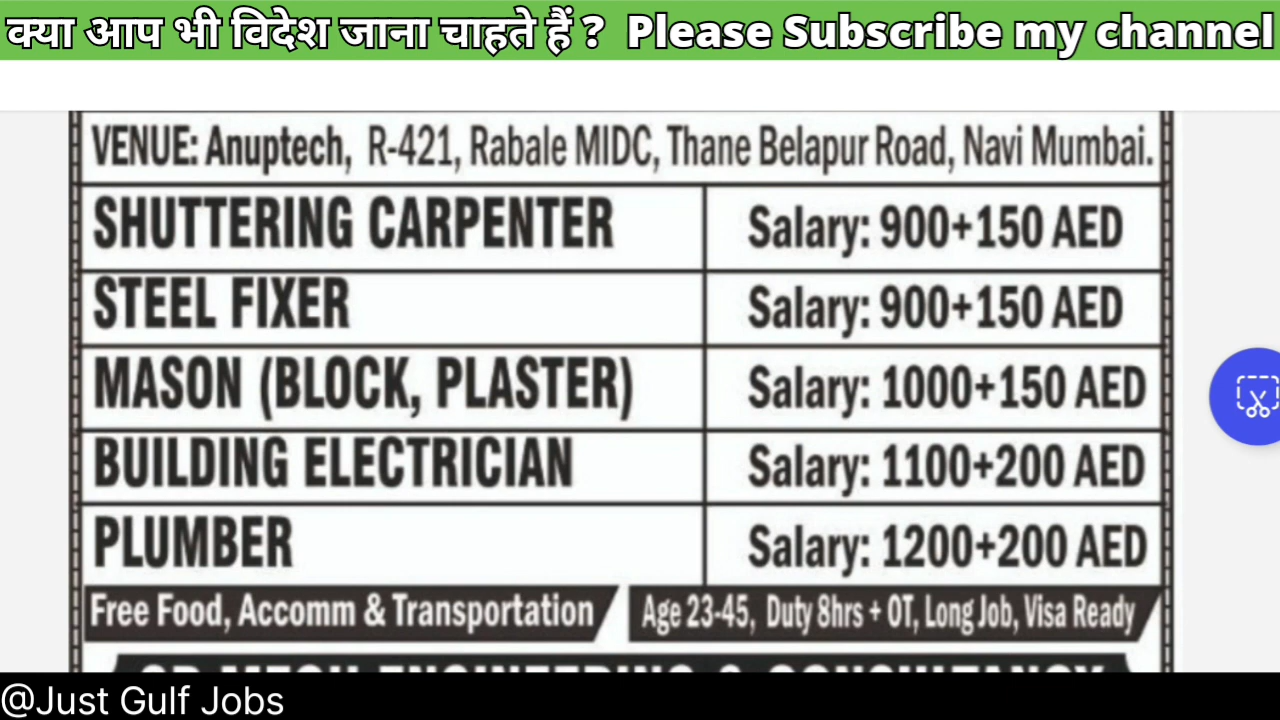 क्या आप भी विदेश जाना चाहते हैं ? Please Subscribe my channel
VENUE: Anuptech, R-421, Rabale MIDC, Thane Belapur Road, Navi Mumbai.
SHUTTERING CARPENTER Salary: 900+150 AED
STEEL FIXER Salary: 900+150 AED
MASON (BLOCK, PLASTER) Salary: 1000+150 AED
BUILDING ELECTRICIAN Salary: 1100+200 AED
PLUMBER Salary: 1200+200 AED
Free Food, Accomm & Transportation Age 23-45, Duty 8hrs + OT, Long Job, Visa Ready
@Just Gulf Jobs